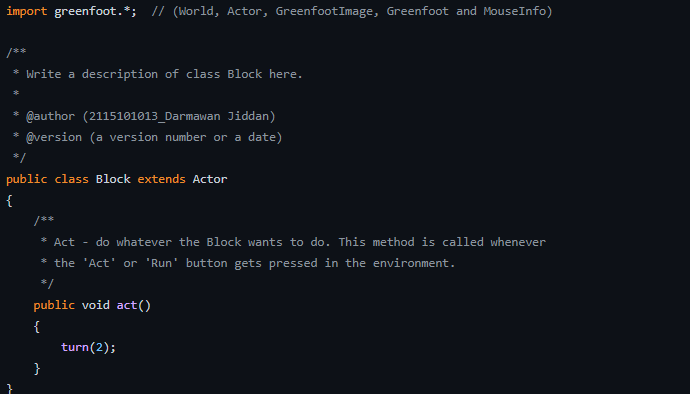 import greenfoot.*;  // (World, Actor, GreenfootImage, Greenfoot and MouseInfo)

/**
 * Write a description of class Block here.
 *
 * @author (2115101013_Darmawan Jiddan)
 * @version (a version number or a date)
 */
public class Block extends Actor
{
    /**
     * Act - do whatever the Block wants to do. This method is called whenever
     * the 'Act' or 'Run' button gets pressed in the environment.
     */
    public void act()
    {
        turn(2);
    }
}